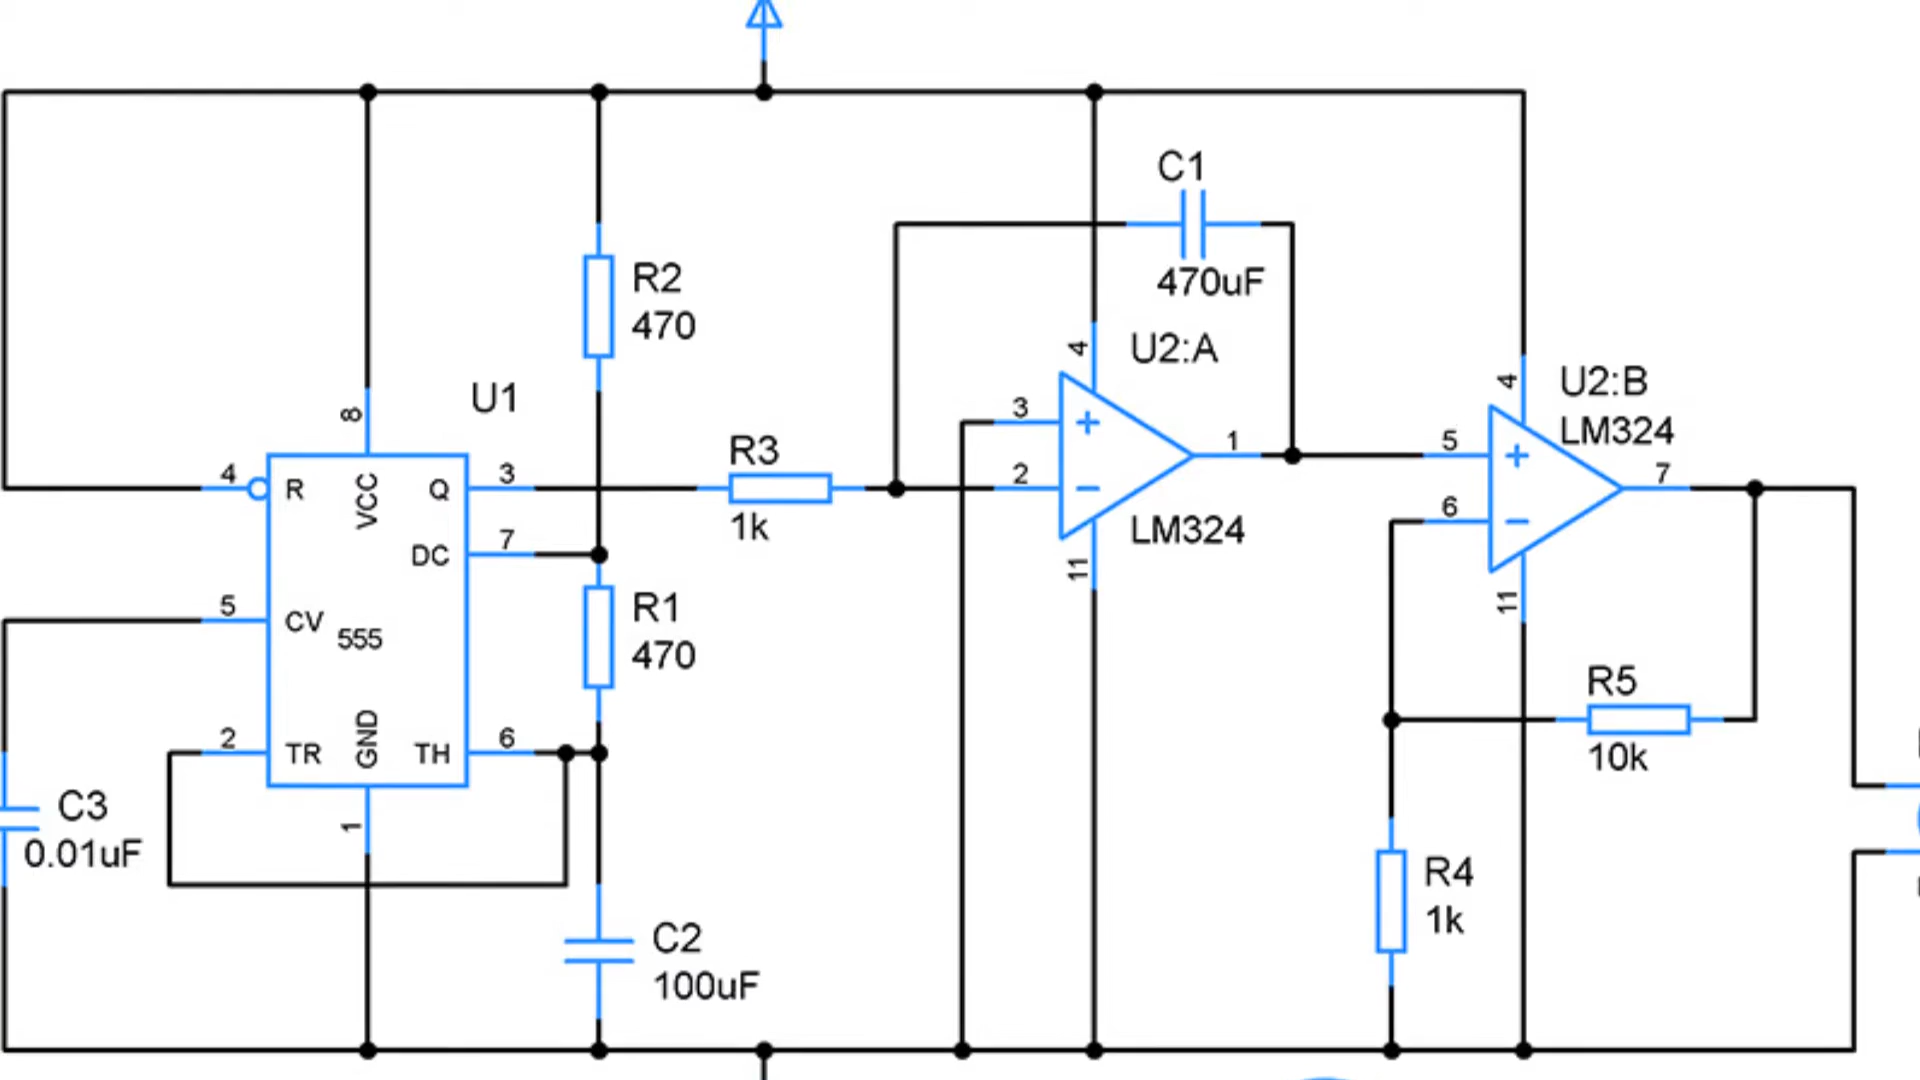 C1
470uF
R2
470
U1
8
4
U2:A
4
U2:B
LM324
R3
1k
3
2
1
5
6
7
+
−
+
−
LM324
11
11
4
R
VCC
Q
3
DC
7
5
CV
555
2
TR
GND
TH
6
1
R1
470
R5
10k
C3
0.01uF
R4
1k
C2
100uF